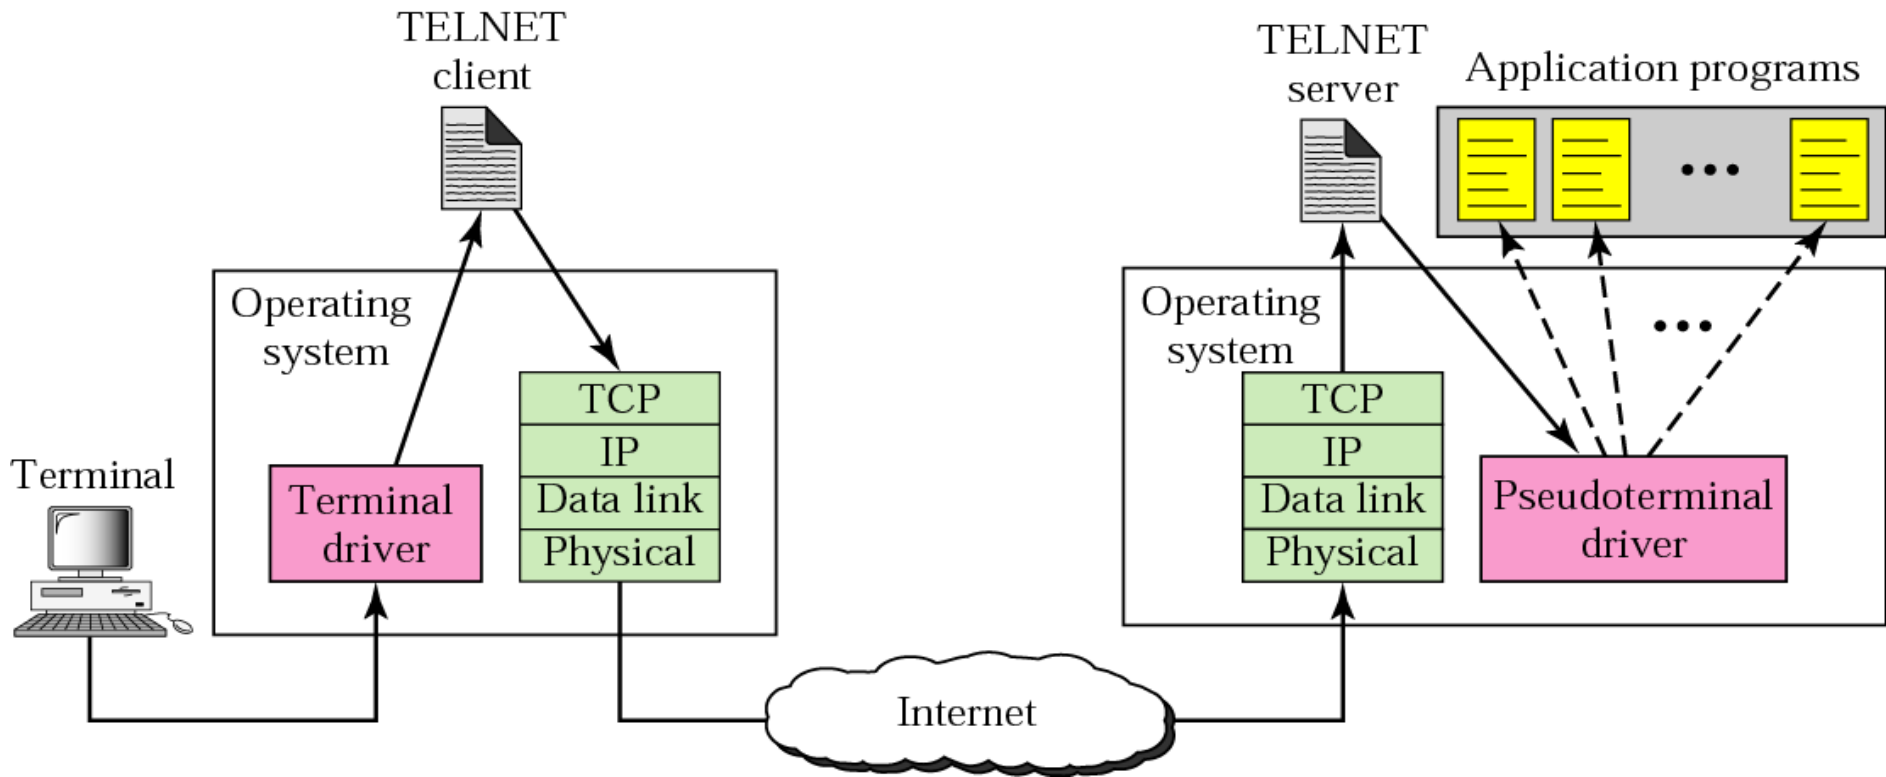 TELNET
client
TELNET
server
Application programs
Operating
system
Operating
system
TCP
IP
Data link
Physical
TCP
IP
Data link
Physical
Terminal
Terminal
driver
Pseudoterminal
driver
Internet